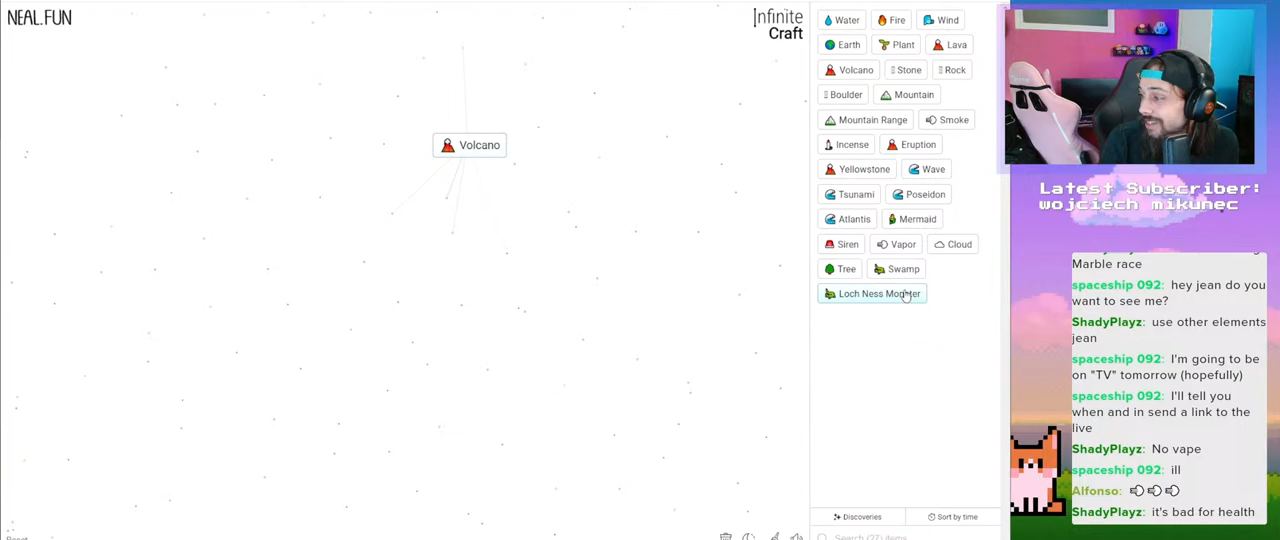 NEAL.FUN
Infinite
Craft
Water Fire Wind
Earth Plant Lava
Volcano Stone Rock
Boulder Mountain
Mountain Range Smoke
Incense Eruption
Yellowstone Wave
Tsunami Poseidon
Atlantis Mermaid
Siren Vapor Cloud
Tree Swamp
Loch Ness Monster
Volcano
Discoveries Sort by time
Search (27) items
Reset
Latest Subscriber:
wojciech mikunec
Marble race
spaceship 092: hey jean do you
want to see me?
ShadyPlayz: use other elements
jean
spaceship 092: I'm going to be
on "TV" tomorrow (hopefully)
spaceship 092: I'll tell you
when and in send a link to the
live
ShadyPlayz: No vape
spaceship 092: ill
Alfonso:
ShadyPlayz: it's bad for health